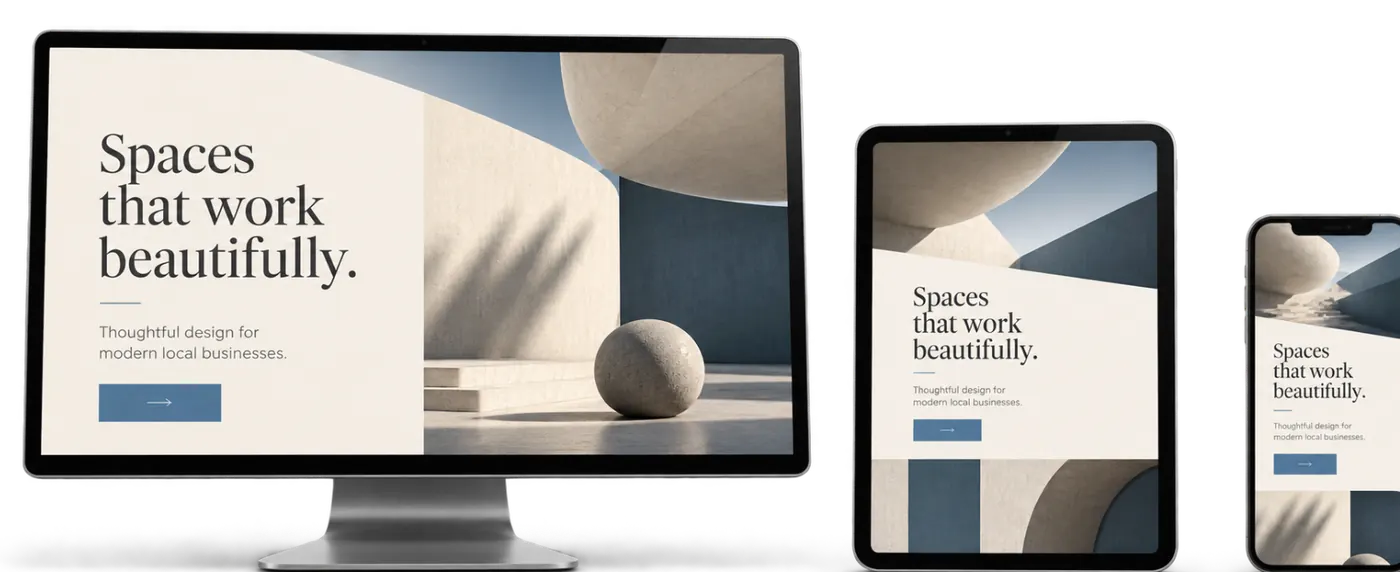 Spaces
that work
beautifully.
Thoughtful design for
modern local businesses.
Spaces
that work
beautifully.
Thoughtful design for
modern local businesses.
Spaces
that work
beautifully.
Thoughtful design for
modern local businesses.